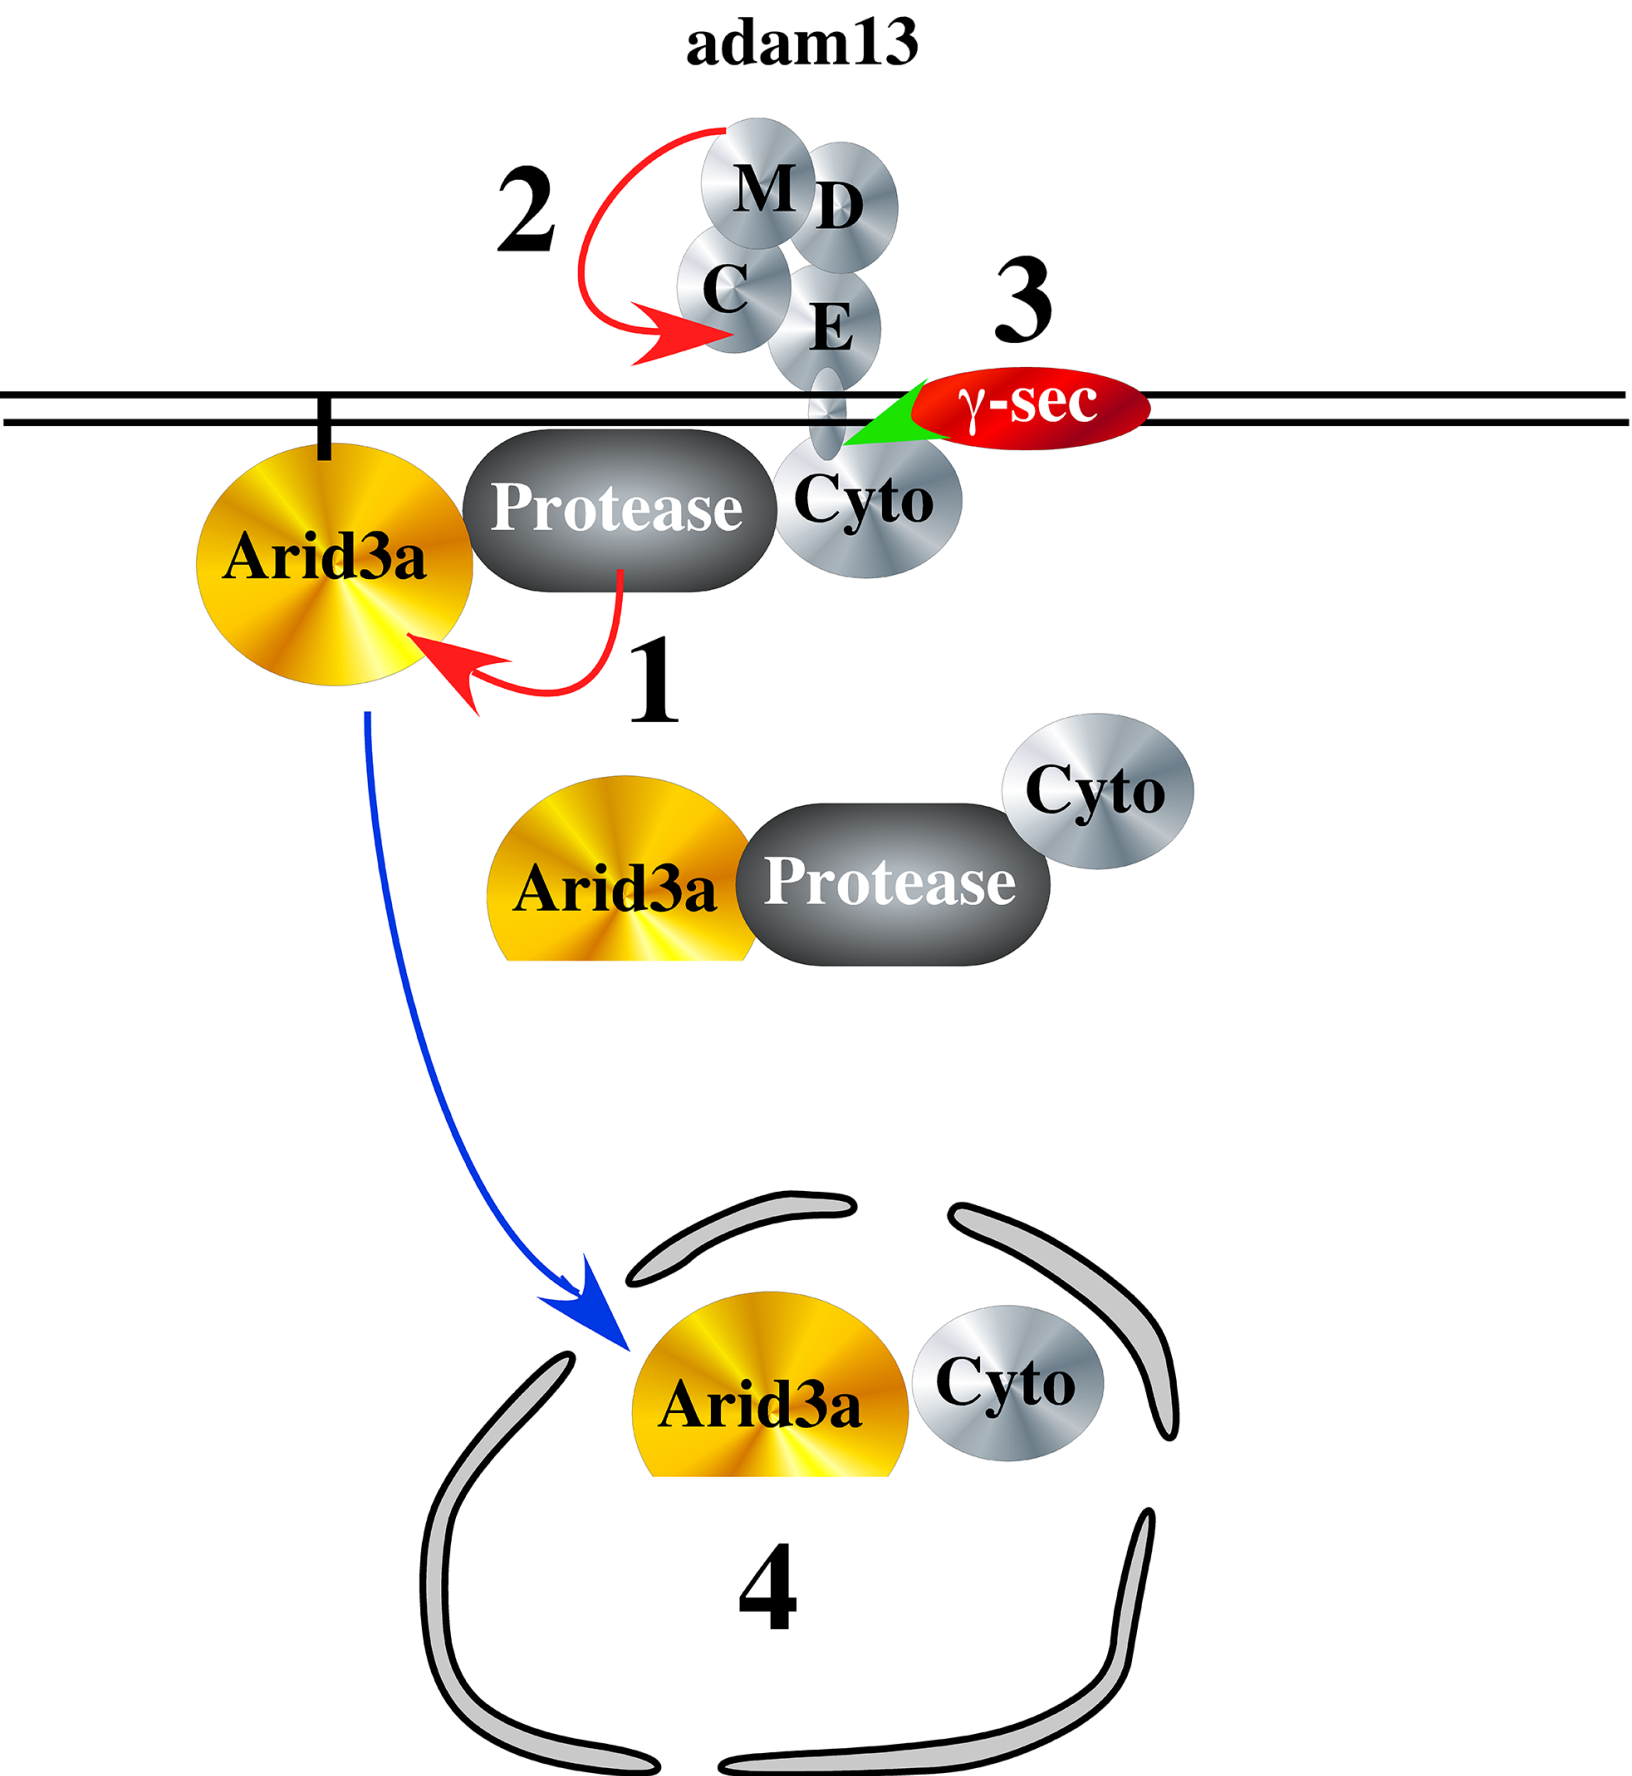 adam13
2
M
D
C
E
3
γ-sec
Protease
Cyto
Arid3a
1
Cyto
Arid3a
Protease
Arid3a
Cyto
4